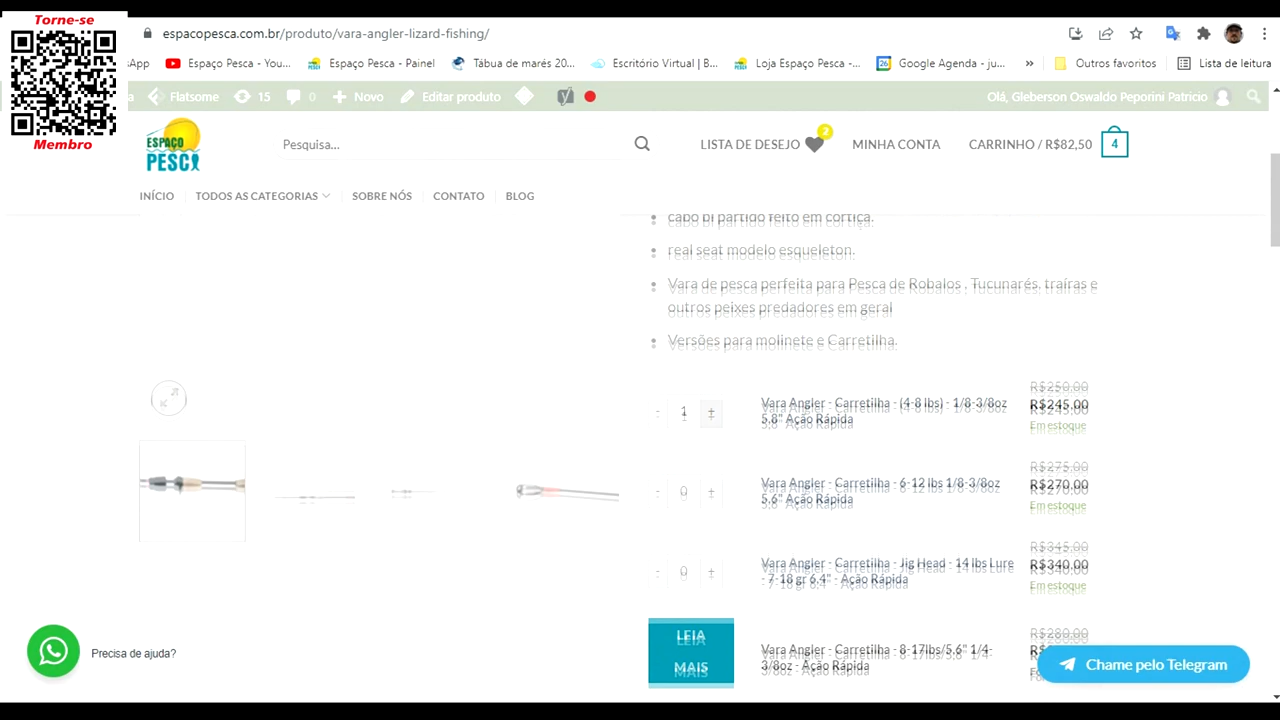 Torne-se
Membro
espacopesca.com.br/produto/vara-angler-lizard-fishing/
App
Espaço Pesca - You...
Espaço Pesca - Painel
Tábua de marés 20...
Escritório Virtual | B...
Loja Espaço Pesca -...
26
Google Agenda - ju...
»
Outros favoritos
Lista de leitura
Flatsome
15
0
Novo
Editar produto
Olá, Gleberson Oswaldo Peporini Patricio
ESPAÇO
PESCA
Pesquisa...
LISTA DE DESEJO
2
MINHA CONTA
CARRINHO / R$82,50
4
INÍCIO
TODOS AS CATEGORIAS
SOBRE NÓS
CONTATO
BLOG
cabo bi partido feito em cortiça.
real seat modelo esqueleton.
Vara de pesca perfeita para Pesca de Robalos , Tucunarés, traíras e
outros peixes predadores em geral
Versões para molinete e Carretilha.
- 1 +
Vara Angler - Carretilha - (4-8 lbs) - 1/8-3/8oz
5.8" Ação Rápida
R$250,00
R$245,00
Em estoque
- 0 +
Vara Angler - Carretilha - 6-12 lbs 1/8-3/8oz
5.6" Ação Rápida
R$275,00
R$270,00
Em estoque
- 0 +
Vara Angler - Carretilha - Jig Head - 14 lbs Lure
- 7-18 gr 6.4" - Ação Rápida
R$345,00
R$340,00
Em estoque
LEIA
MAIS
Vara Angler - Carretilha - 8-17lbs/5.6" 1/4-
3/8oz - Ação Rápida
R$280,00
Precisa de ajuda?
Chame pelo Telegram